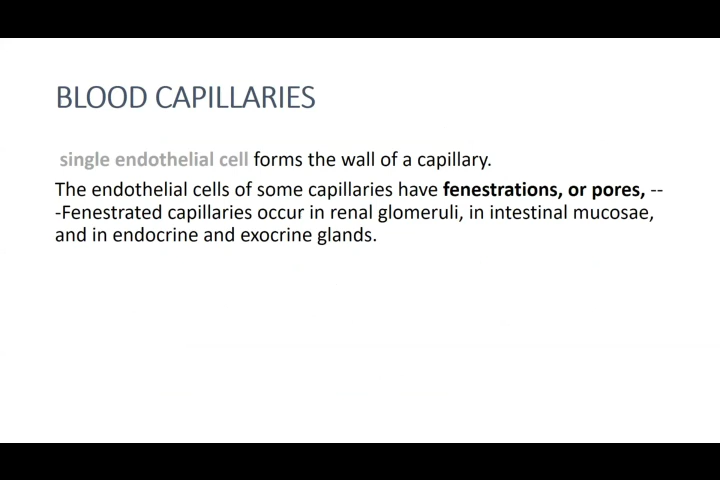 BLOOD CAPILLARIES
single endothelial cell forms the wall of a capillary.
The endothelial cells of some capillaries have fenestrations, or pores, --
-Fenestrated capillaries occur in renal glomeruli, in intestinal mucosae,
and in endocrine and exocrine glands.